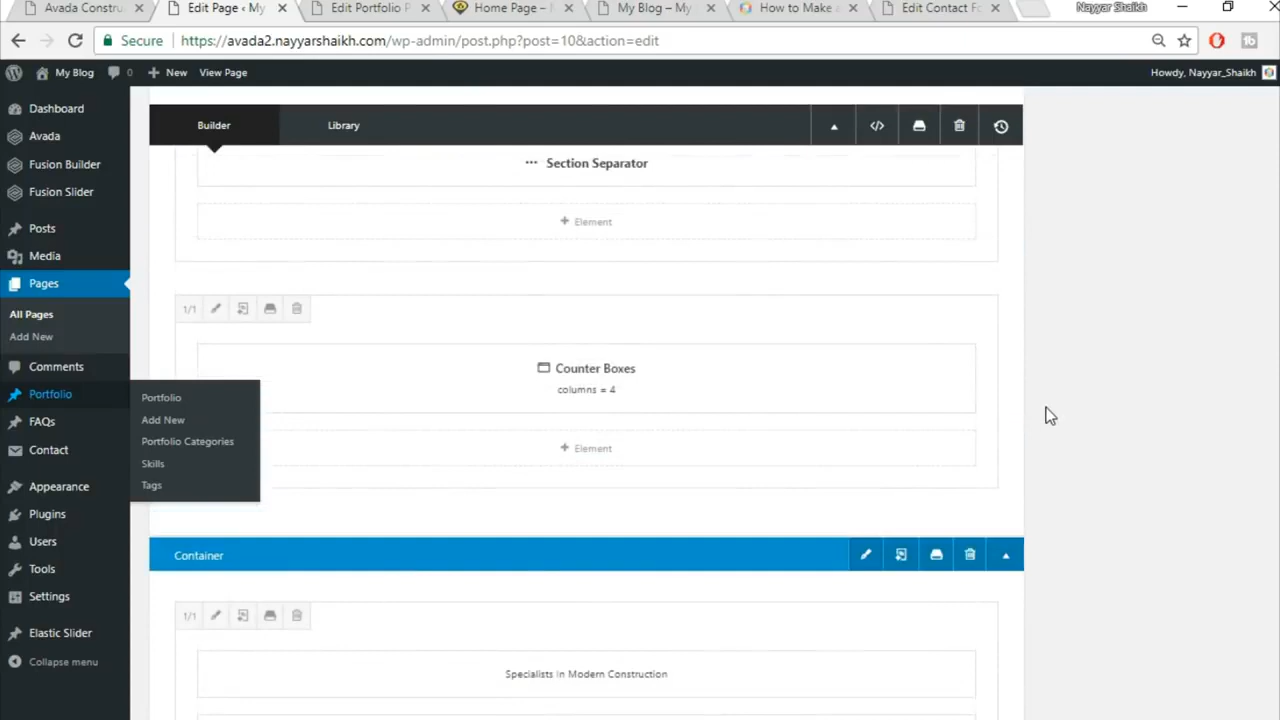 Avada Constru
Edit Page ‹ My
Edit Portfolio P
Home Page –
My Blog – My
How to Make
Edit Contact Fo
Nayyar Shaikh
Secure
https://avada2.nayyarshaikh.com/wp-admin/post.php?post=10&action=edit
My Blog
0
New
View Page
Howdy, Nayyar_Shaikh
Dashboard
Avada
Fusion Builder
Fusion Slider
Posts
Media
Pages
All Pages
Add New
Comments
Portfolio
FAQs
Contact
Appearance
Plugins
Users
Tools
Settings
Elastic Slider
Collapse menu
Portfolio
Add New
Portfolio Categories
Skills
Tags
Builder
Library
Section Separator
Element
1/1
Counter Boxes
columns = 4
Element
Container
1/1
Specialists In Modern Construction